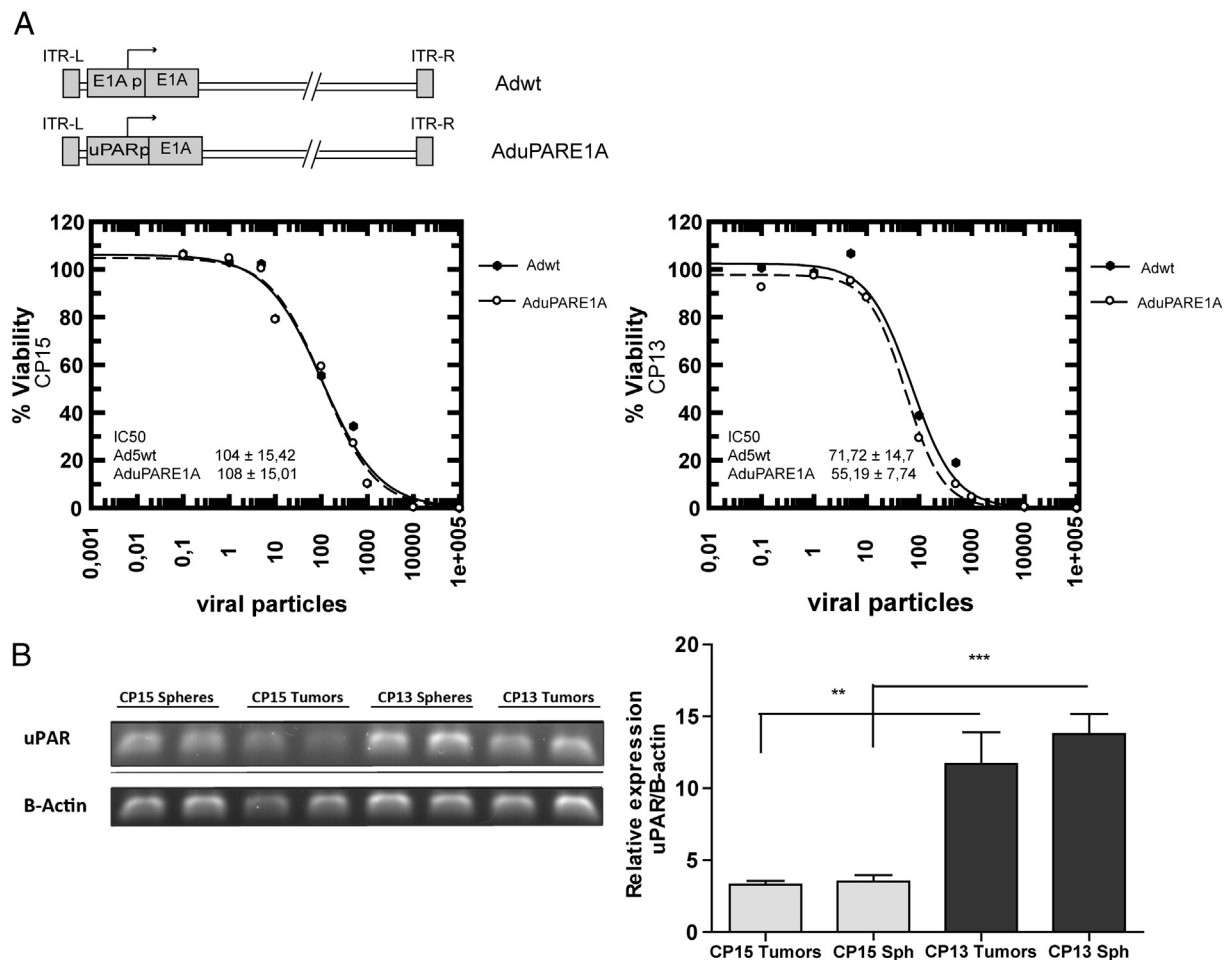 A
ITR-L
ITR-R
E1A p
E1A
Adwt
ITR-L
ITR-R
uPARp
E1A
AduPARE1A
120
100
80
60
40
20
0
% Viability
CP15
Adwt
AduPARE1A
IC50
Ad5wt 104 ± 15,42
AduPARE1A 108 ± 15,01
0,001
0,01
0,1
1
10
100
1000
10000
1e+005
viral particles
120
100
80
60
40
20
0
% Viability
CP13
Adwt
AduPARE1A
IC50
Ad5wt 71,72 ± 14,7
AduPARE1A 55,19 ± 7,74
0,01
0,1
1
10
100
1000
10000
1e+005
viral particles
B
CP15 Spheres CP15 Tumors CP13 Spheres CP13 Tumors
uPAR
B-Actin
Relative expression
uPAR/B-actin
20
15
10
5
0
**
***
CP15 Tumors CP15 Sph CP13 Tumors CP13 Sph